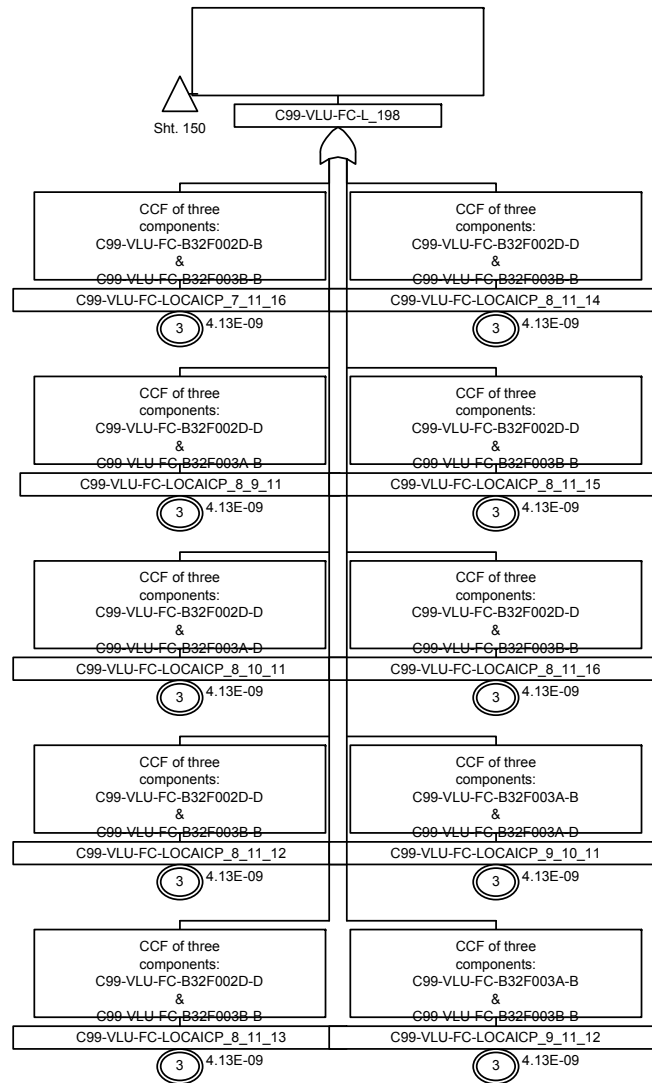 C99-VLU-FC-L_198
Sht. 150
CCF of three
components:
C99-VLU-FC-B32F002D-B
&
C99-VLU-FC-B32F003B-B
C99-VLU-FC-LOCAICP_7_11_16
3
4.13E-09
CCF of three
components:
C99-VLU-FC-B32F002D-D
&
C99-VLU-FC-B32F003B-B
C99-VLU-FC-LOCAICP_8_11_14
3
4.13E-09
CCF of three
components:
C99-VLU-FC-B32F002D-D
&
C99-VLU-FC-B32F003A-B
C99-VLU-FC-LOCAICP_8_9_11
3
4.13E-09
CCF of three
components:
C99-VLU-FC-B32F002D-D
&
C99-VLU-FC-B32F003B-B
C99-VLU-FC-LOCAICP_8_11_15
3
4.13E-09
CCF of three
components:
C99-VLU-FC-B32F002D-D
&
C99-VLU-FC-B32F003A-D
C99-VLU-FC-LOCAICP_8_10_11
3
4.13E-09
CCF of three
components:
C99-VLU-FC-B32F002D-D
&
C99-VLU-FC-B32F003B-B
C99-VLU-FC-LOCAICP_8_11_16
3
4.13E-09
CCF of three
components:
C99-VLU-FC-B32F002D-D
&
C99-VLU-FC-B32F003B-B
C99-VLU-FC-LOCAICP_8_11_12
3
4.13E-09
CCF of three
components:
C99-VLU-FC-B32F003A-B
&
C99-VLU-FC-B32F003A-D
C99-VLU-FC-LOCAICP_9_10_11
3
4.13E-09
CCF of three
components:
C99-VLU-FC-B32F002D-D
&
C99-VLU-FC-B32F003B-B
C99-VLU-FC-LOCAICP_8_11_13
3
4.13E-09
CCF of three
components:
C99-VLU-FC-B32F003A-B
&
C99-VLU-FC-B32F003B-B
C99-VLU-FC-LOCAICP_9_11_12
3
4.13E-09